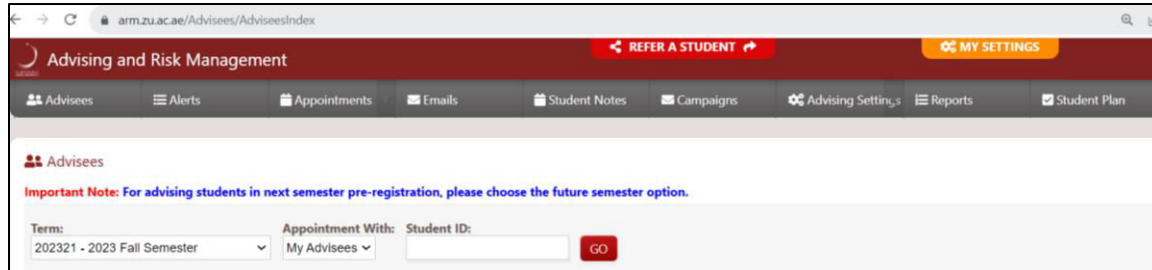 arm.zu.ac.ae/Advisees/AdviseesIndex
Advising and Risk Management
REFER A STUDENT
MY SETTINGS
Advisees Alerts Appointments Emails Student Notes Campaigns Advising Settings Reports Student Plan
Advisees
Important Note: For advising students in next semester pre-registration, please choose the future semester option.
Term: Appointment With: Student ID:
202321 - 2023 Fall Semester My Advisees GO